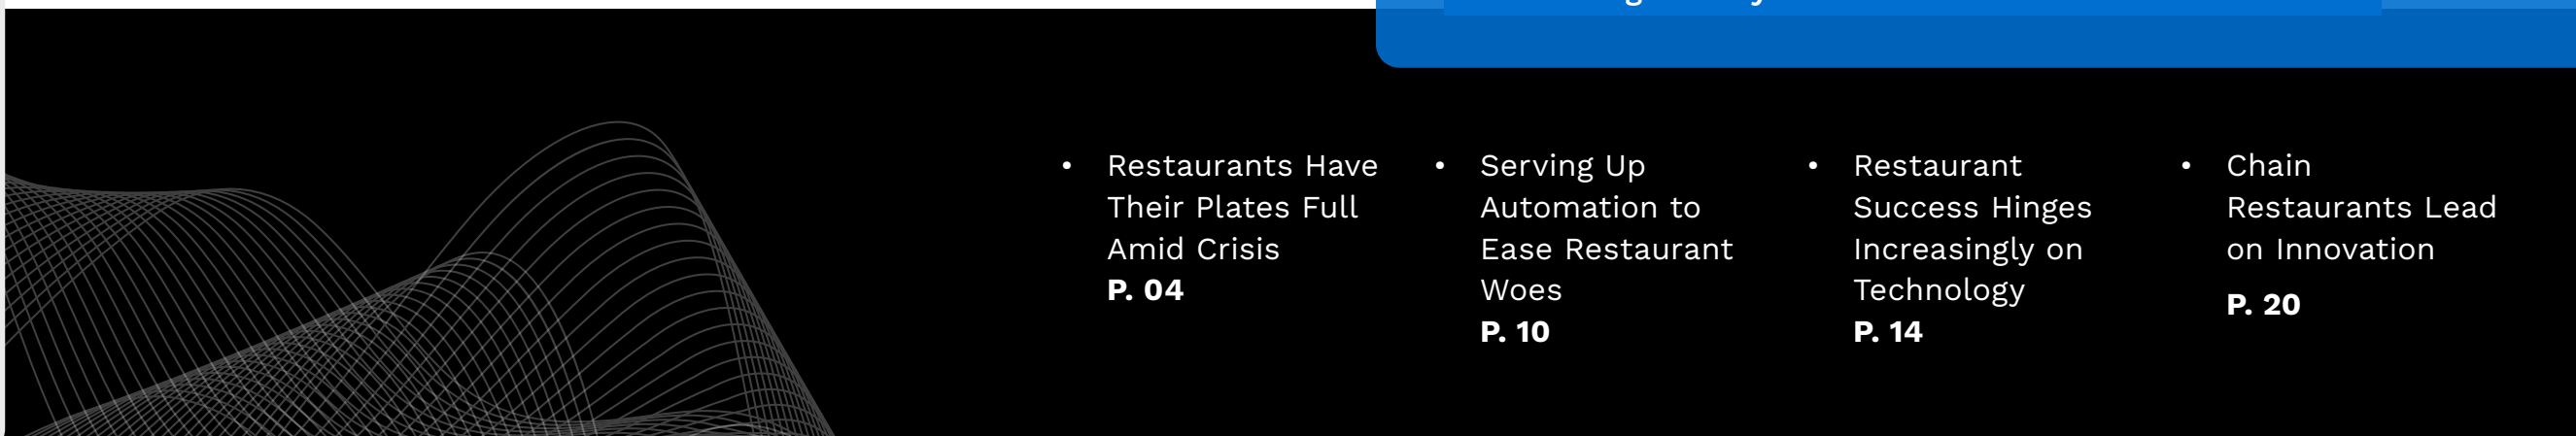 • Restaurants Have
Their Plates Full
Amid Crisis
P. 04
• Serving Up
Automation to
Ease Restaurant
Woes
P. 10
• Restaurant
Success Hinges
Increasingly on
Technology
P. 14
• Chain
Restaurants Lead
on Innovation
P. 20